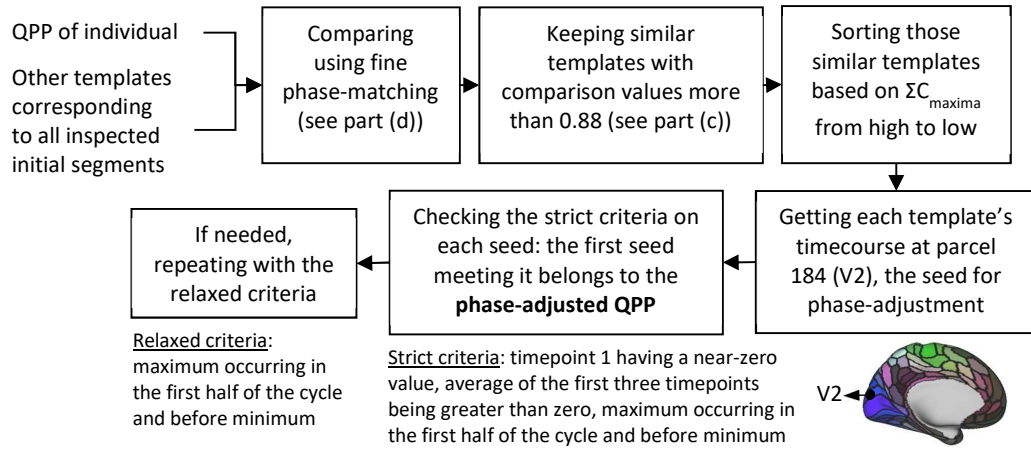 QPP of individual
Other templates
corresponding
to all inspected
initial segments
Comparing
using fine
phase-matching
(see part (d))
Keeping similar
templates with
comparison values more
than 0.88 (see part (c))
Sorting those
similar templates
based on ΣC_maxima
from high to low
Getting each template’s
timecourse at parcel
184 (V2), the seed for
phase-adjustment
Checking the strict criteria on
each seed: the first seed
meeting it belongs to the
phase-adjusted QPP
If needed,
repeating with the
relaxed criteria
Relaxed criteria:
maximum occurring in
the first half of the cycle
and before minimum
Strict criteria: timepoint 1 having a near-zero
value, average of the first three timepoints
being greater than zero, maximum occurring in
the first half of the cycle and before minimum
V2